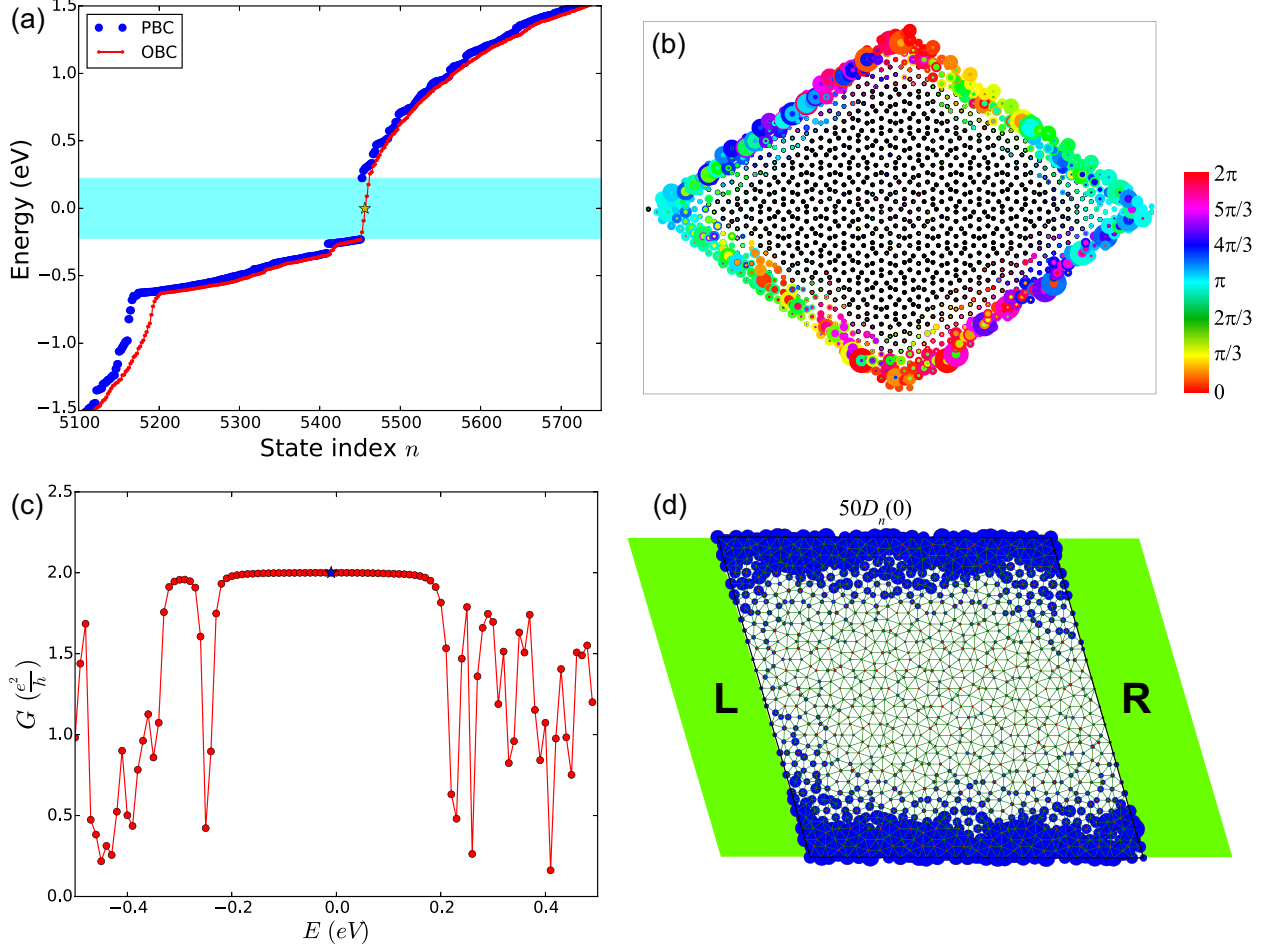 (a)
PBC
OBC
1.5
1.0
0.5
0.0
−0.5
−1.0
−1.5
Energy (eV)
5100 5200 5300 5400 5500 5600 5700
State index n
(b)
2π
5π/3
4π/3
π
2π/3
π/3
0
(c)
2.5
2.0
1.5
1.0
0.5
0.0
G (e²/h)
−0.4 −0.2 0.0 0.2 0.4
E (eV)
(d)
50Dₙ(0)
L
R